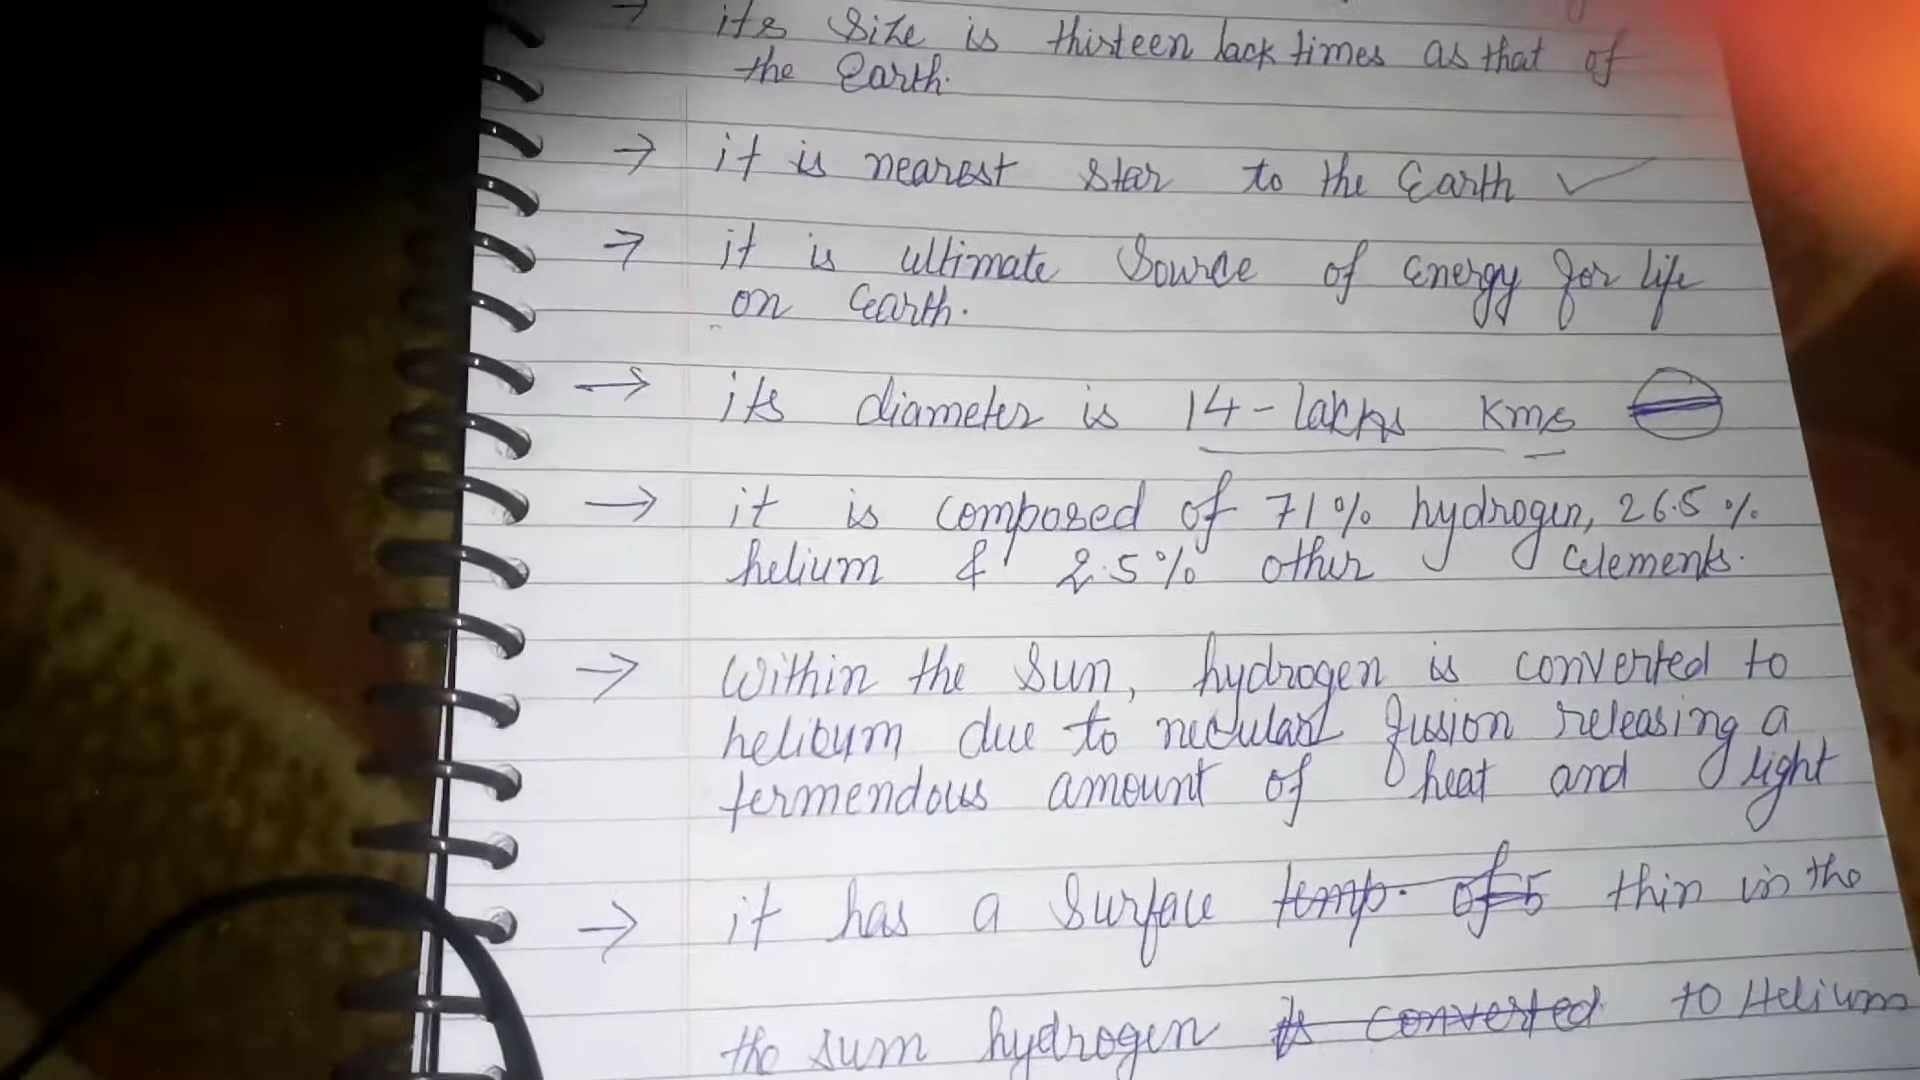 → its size is thirteen lack times as that of
the Earth.
→ it is nearest star to the Earth ✓
→ it is ultimate source of energy for life
on earth.
→ its diameter is 14-lakhs kms
→ it is composed of 71% hydrogen, 26.5%
helium & 2.5% other elements.
→ Within the sun, hydrogen is converted to
helium due to neculart fusion releasing a
termendous amount of heat and light
→ it has a surface temp. of 5 thin in the
the sum hydrogen is converted to Helium